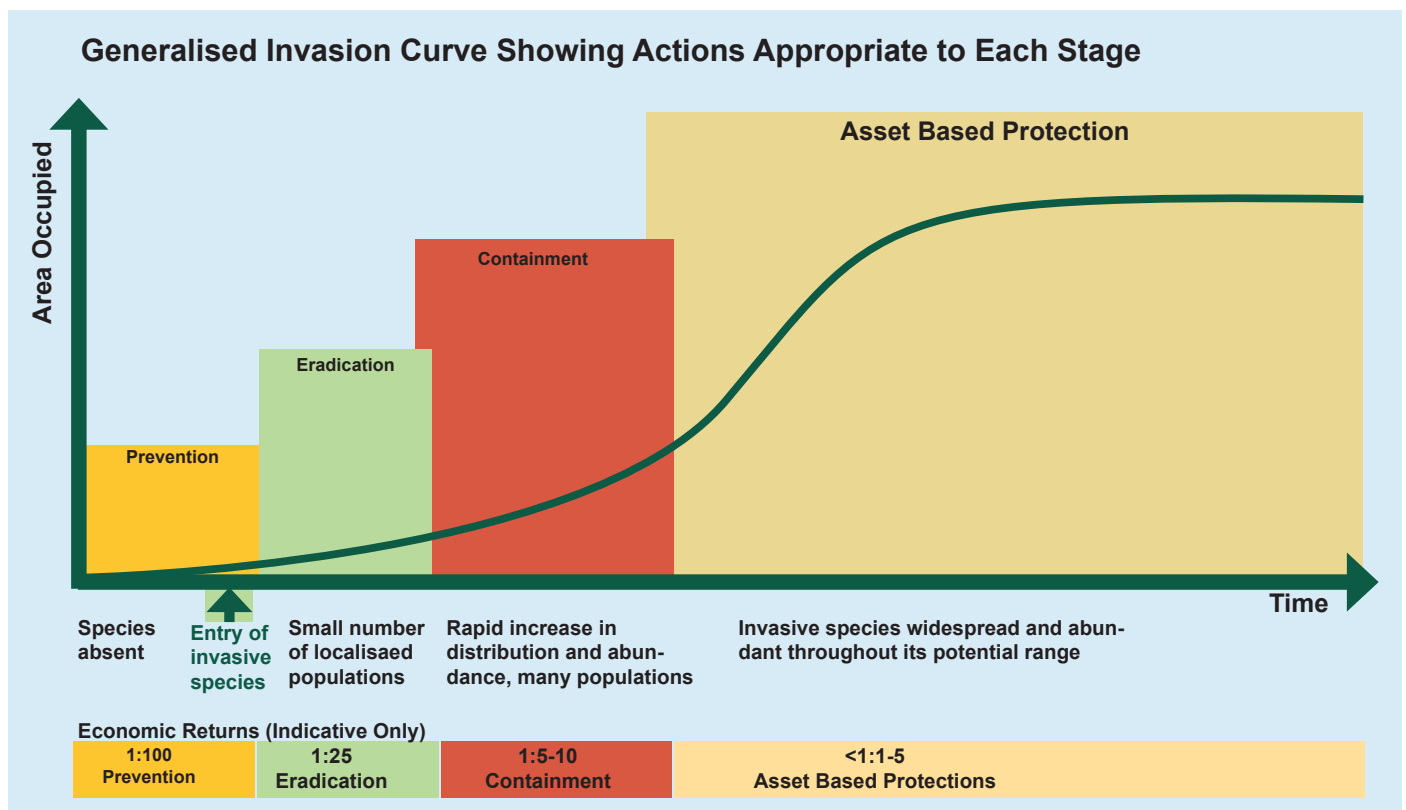 Generalised Invasion Curve Showing Actions Appropriate to Each Stage
Asset Based Protection
Area Occupied
Containment
Eradication
Prevention
Time
Species
absent
Entry of
invasive
species
Small number
of localisaed
populations
Rapid increase in
distribution and abun-
dance, many populations
Invasive species widespread and abun-
dant throughout its potential range
Economic Returns (Indicative Only)
1:100
Prevention
1:25
Eradication
1:5-10
Containment
<1:1-5
Asset Based Protections